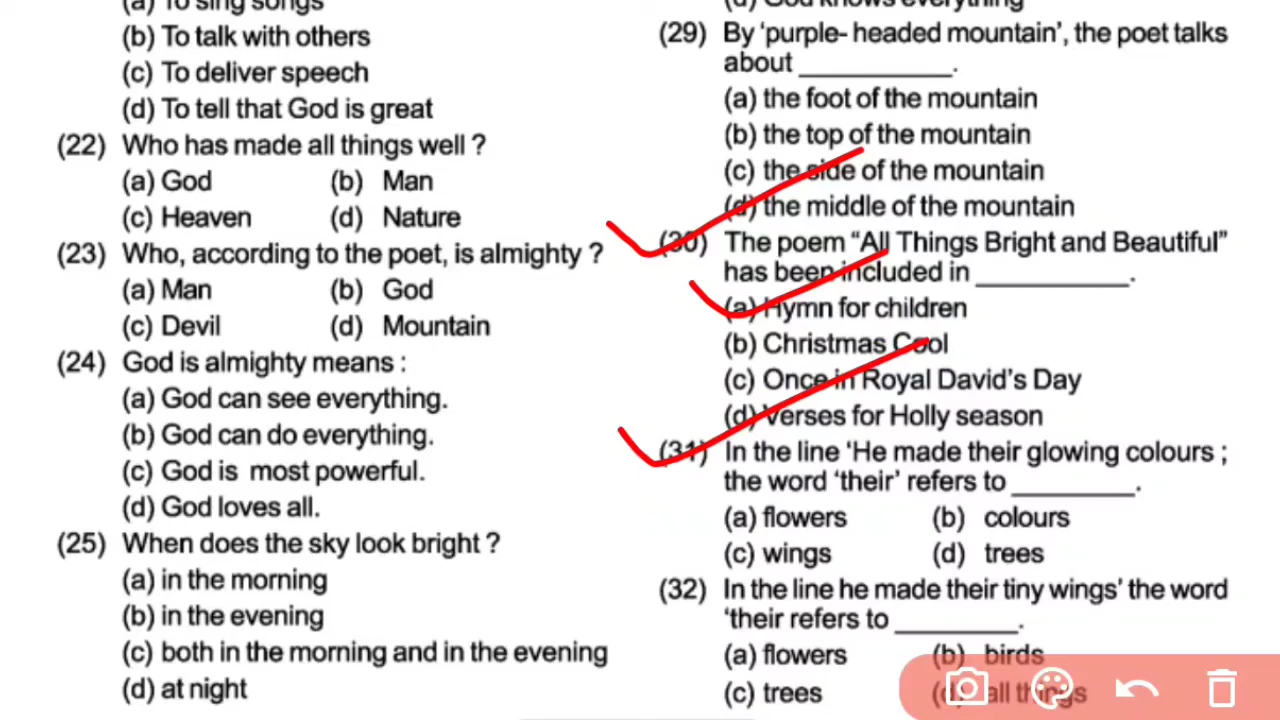 (a) To sing songs
(b) To talk with others
(c) To deliver speech
(d) To tell that God is great
(22) Who has made all things well ?
(a) God (b) Man
(c) Heaven (d) Nature
(23) Who, according to the poet, is almighty ?
(a) Man (b) God
(c) Devil (d) Mountain
(24) God is almighty means :
(a) God can see everything.
(b) God can do everything.
(c) God is most powerful.
(d) God loves all.
(25) When does the sky look bright ?
(a) in the morning
(b) in the evening
(c) both in the morning and in the evening
(d) at night
(d) God knows everything
(29) By ‘purple- headed mountain’, the poet talks
about ___________.
(a) the foot of the mountain
(b) the top of the mountain
(c) the side of the mountain
(d) the middle of the mountain
(30) The poem “All Things Bright and Beautiful”
has been included in ___________.
(a) Hymn for children
(b) Christmas Cool
(c) Once in Royal David’s Day
(d) Verses for Holly season
(31) In the line ‘He made their glowing colours ;
the word ‘their’ refers to _________.
(a) flowers (b) colours
(c) wings (d) trees
(32) In the line he made their tiny wings’ the word
‘their refers to _________.
(a) flowers (b) birds
(c) trees (d) all things